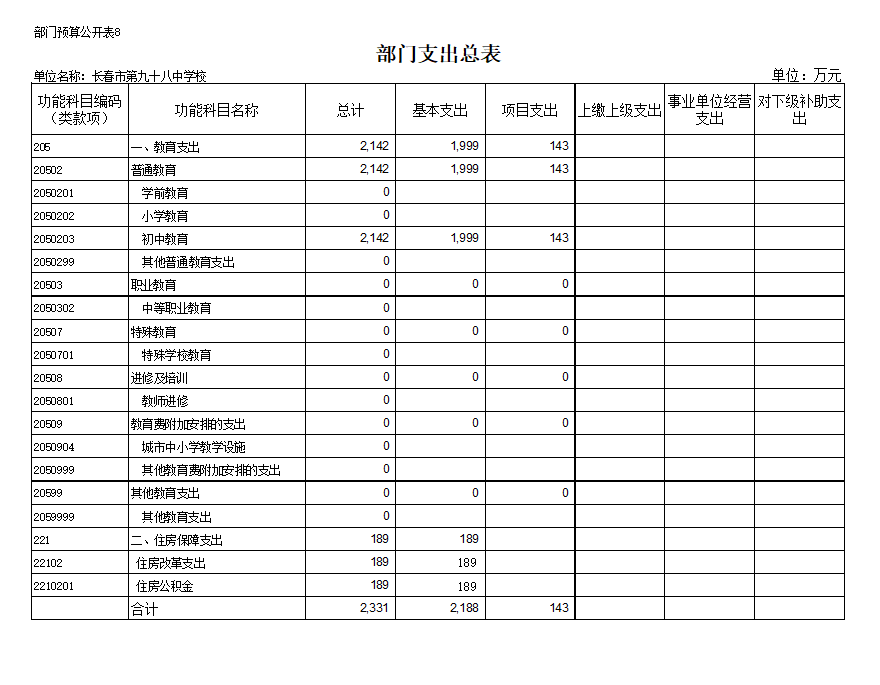 部门预算公开表8
部门支出总表
单位名称：长春市第九十八中学校 单位：万元
功能科目编码（类款项） 功能科目名称 总计 基本支出 项目支出 上缴上级支出 事业单位经营支出 对下级补助支出
205 一、教育支出 2,142 1,999 143
20502 普通教育 2,142 1,999 143
2050201 学前教育 0
2050202 小学教育 0
2050203 初中教育 2,142 1,999 143
2050299 其他普通教育支出 0
20503 职业教育 0 0 0
2050302 中等职业教育 0
20507 特殊教育 0 0 0
2050701 特殊学校教育 0
20508 进修及培训 0 0 0
2050801 教师进修 0
20509 教育费附加安排的支出 0 0 0
2050904 城市中小学教学设施 0
2050999 其他教育费附加安排的支出 0
20599 其他教育支出 0 0 0
2059999 其他教育支出 0
221 二、住房保障支出 189 189
22102 住房改革支出 189 189
2210201 住房公积金 189 189
合计 2,331 2,188 143